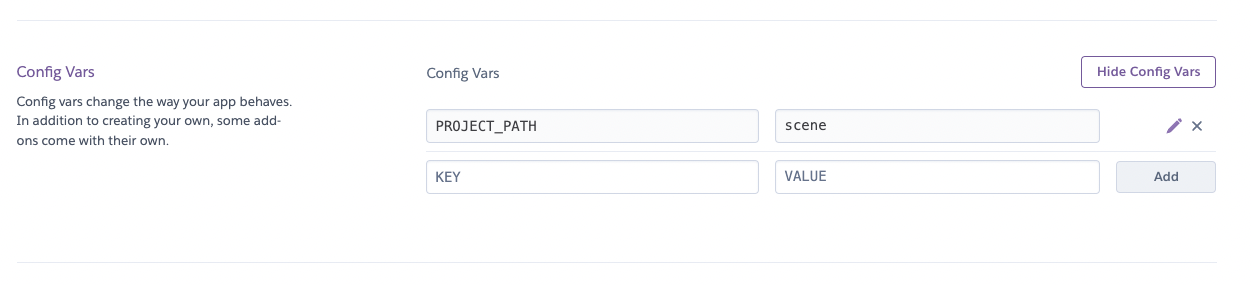 Config Vars
Config vars change the way your app behaves.
In addition to creating your own, some add-
ons come with their own.
Config Vars
Hide Config Vars
PROJECT_PATH
scene
KEY
VALUE
Add